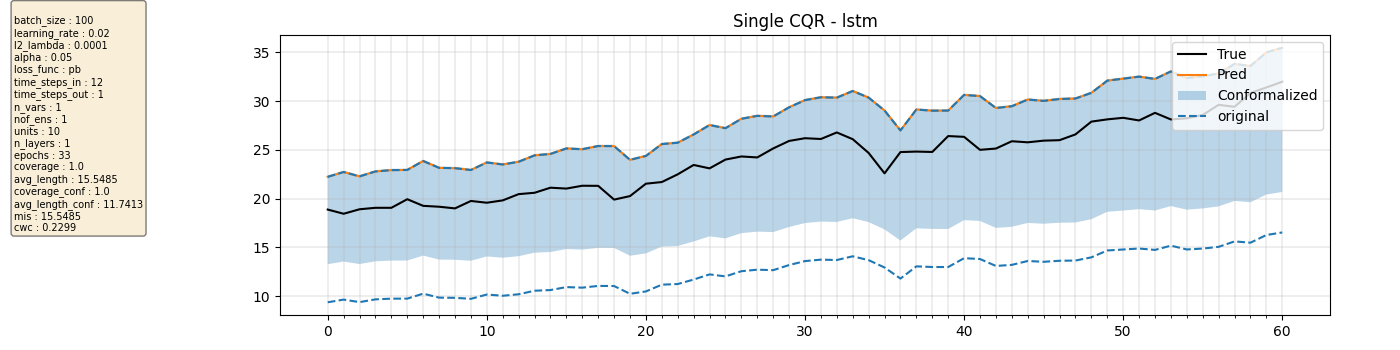 batch_size : 100
learning_rate : 0.02
l2_lambda : 0.0001
alpha : 0.05
loss_func : pb
time_steps_in : 12
time_steps_out : 1
n_vars : 1
nof_ens : 1
units : 10
n_layers : 1
epochs : 33
coverage : 1.0
avg_length : 15.5485
coverage_conf : 1.0
avg_length_conf : 11.7413
mis : 15.5485
cwc : 0.2299
Single CQR - lstm
35
30
25
20
15
10
True
Pred
Conformalized
original
0 10 20 30 40 50 60